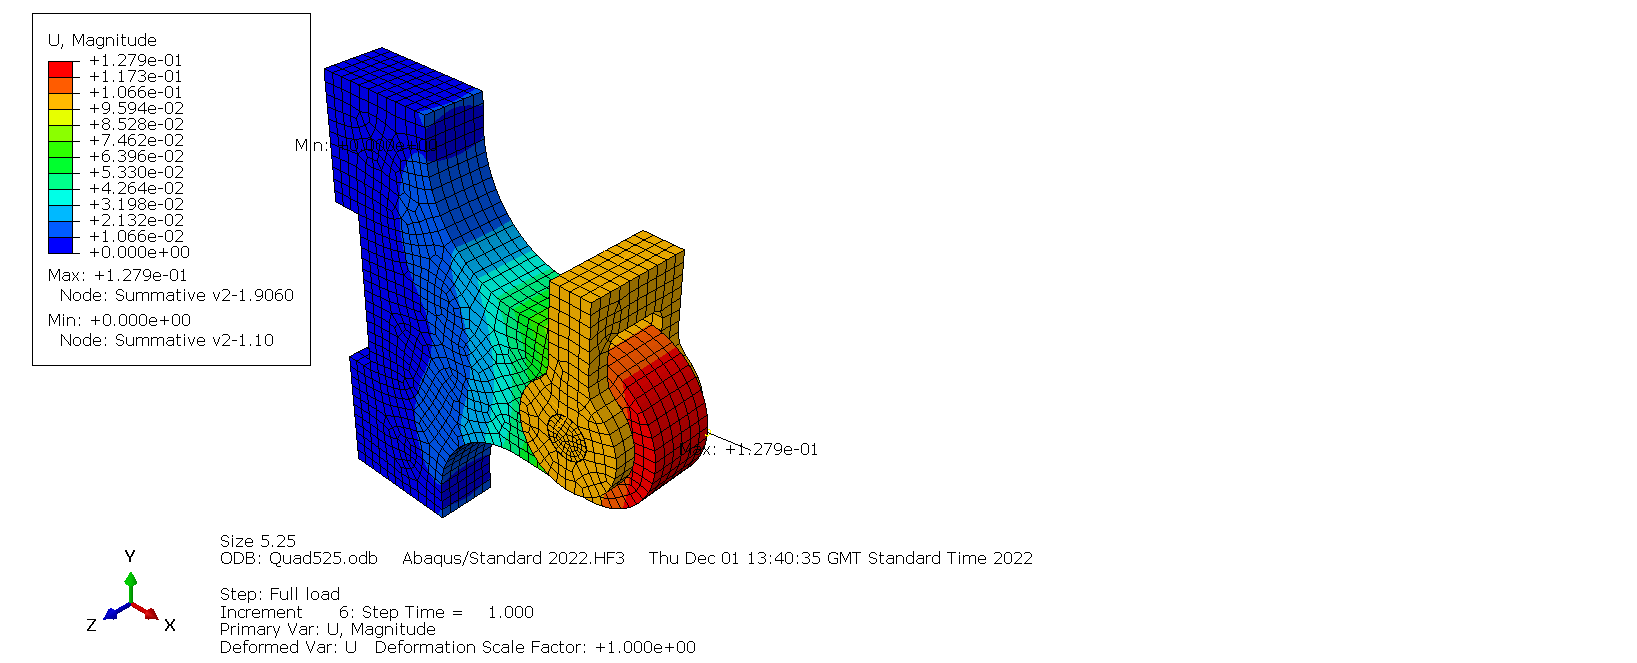 U, Magnitude
+1.279e-01
+1.173e-01
+1.066e-01
+9.594e-02
+8.528e-02
+7.462e-02
+6.396e-02
+5.330e-02
+4.264e-02
+3.198e-02
+2.132e-02
+1.066e-02
+0.000e+00
Max: +1.279e-01
Node: Summative v2-1.9060
Min: +0.000e+00
Node: Summative v2-1.10
Min:
Max: +1.279e-01
Size 5.25
ODB: Quad525.odb Abaqus/Standard 2022.HF3 Thu Dec 01 13:40:35 GMT Standard Time 2022
Step: Full load
Increment 6: Step Time = 1.000
Primary Var: U, Magnitude
Deformed Var: U Deformation Scale Factor: +1.000e+00
Y
Z
X